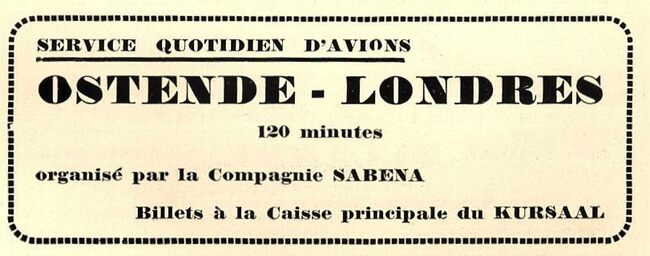 SERVICE QUOTIDIEN D'AVIONS
OSTENDE - LONDRES
120 minutes
organisé par la Compagnie SABENA
Billets à la Caisse principale du KURSAAL